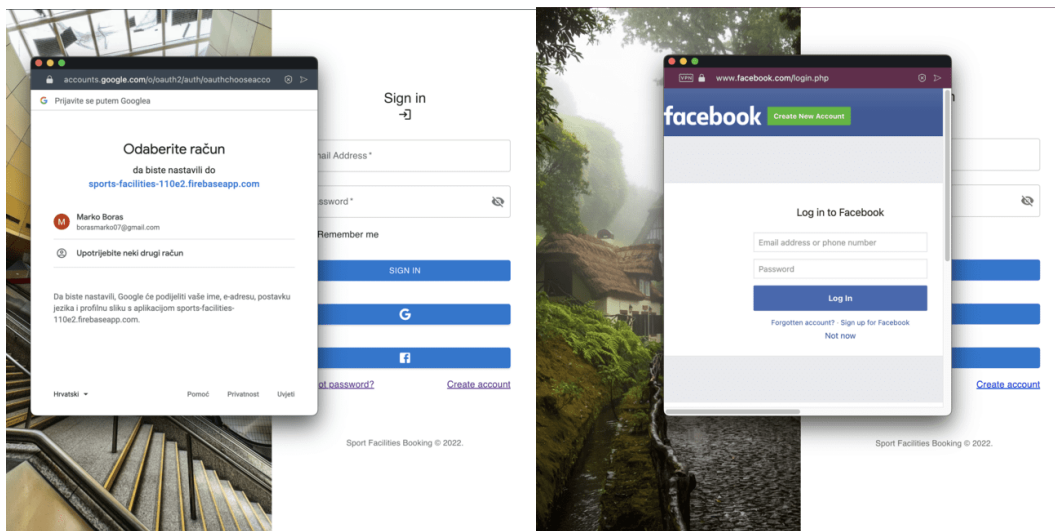 accounts.google.com/o/oauth2/auth/oauthchooseacco
G Prijavite se putem Googlea
Odaberite račun
da biste nastavili do
sports-facilities-110e2.firebaseapp.com
M
Marko Boras
borasmarko07@gmail.com
Upotrijebite neki drugi račun
Da biste nastavili, Google će podijeliti vaše ime, e-adresu, postavku
jezika i profilnu sliku s aplikacijom sports-facilities-
110e2.firebaseapp.com.
Hrvatski
Pomoć Privatnost Uvjeti
Sign in
nail Address *
ssword *
Remember me
SIGN IN
G
f
ot password? Create account
Sport Facilities Booking © 2022.
VPN www.facebook.com/login.php
facebook Create New Account
Log in to Facebook
Email address or phone number
Password
Log In
Forgotten account? · Sign up for Facebook
Not now
n
Create account
Sport Facilities Booking © 2022.